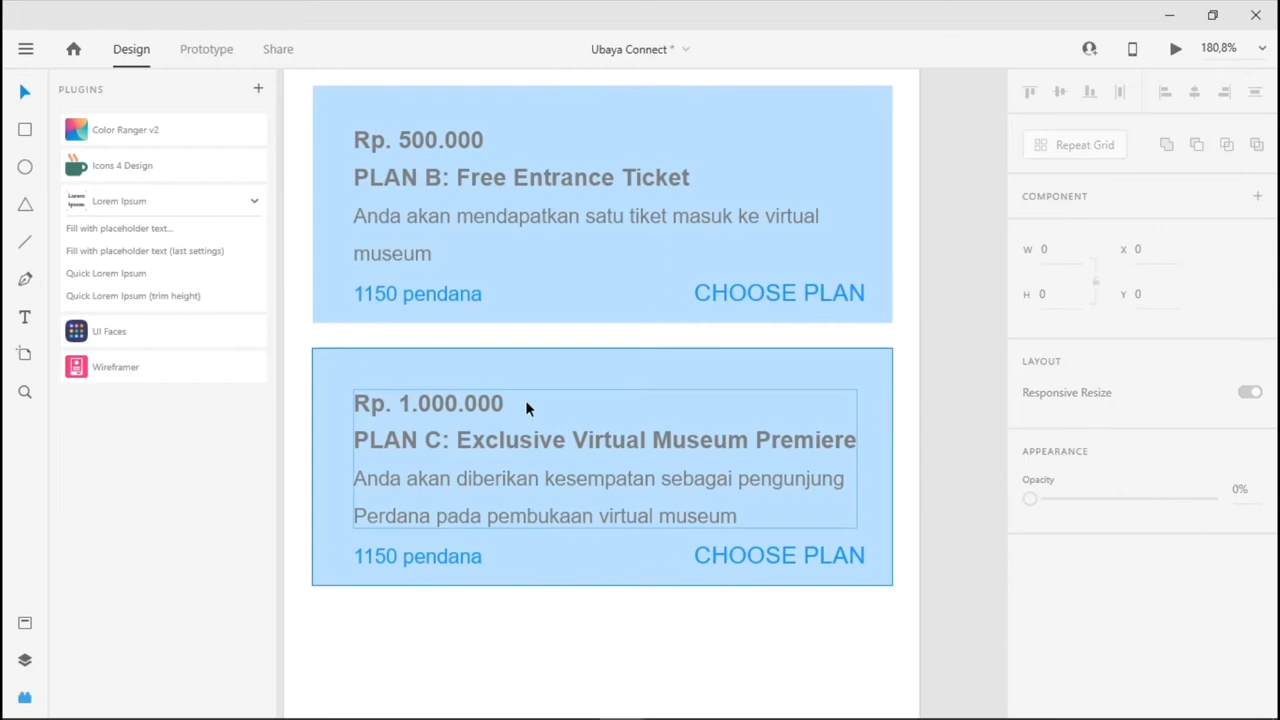 Design
Prototype
Share
Ubaya Connect *
180,8%
PLUGINS
Color Ranger v2
Icons 4 Design
Lorem Ipsum
Lorem Ipsum
Fill with placeholder text...
Fill with placeholder text (last settings)
Quick Lorem Ipsum
Quick Lorem Ipsum (trim height)
UI Faces
Wireframer
Rp. 500.000
PLAN B: Free Entrance Ticket
Anda akan mendapatkan satu tiket masuk ke virtual
museum
1150 pendana
CHOOSE PLAN
Rp. 1.000.000
PLAN C: Exclusive Virtual Museum Premiere
Anda akan diberikan kesempatan sebagai pengunjung
Perdana pada pembukaan virtual museum
1150 pendana
CHOOSE PLAN
Repeat Grid
COMPONENT
W 0
X 0
H 0
Y 0
LAYOUT
Responsive Resize
APPEARANCE
Opacity
0%